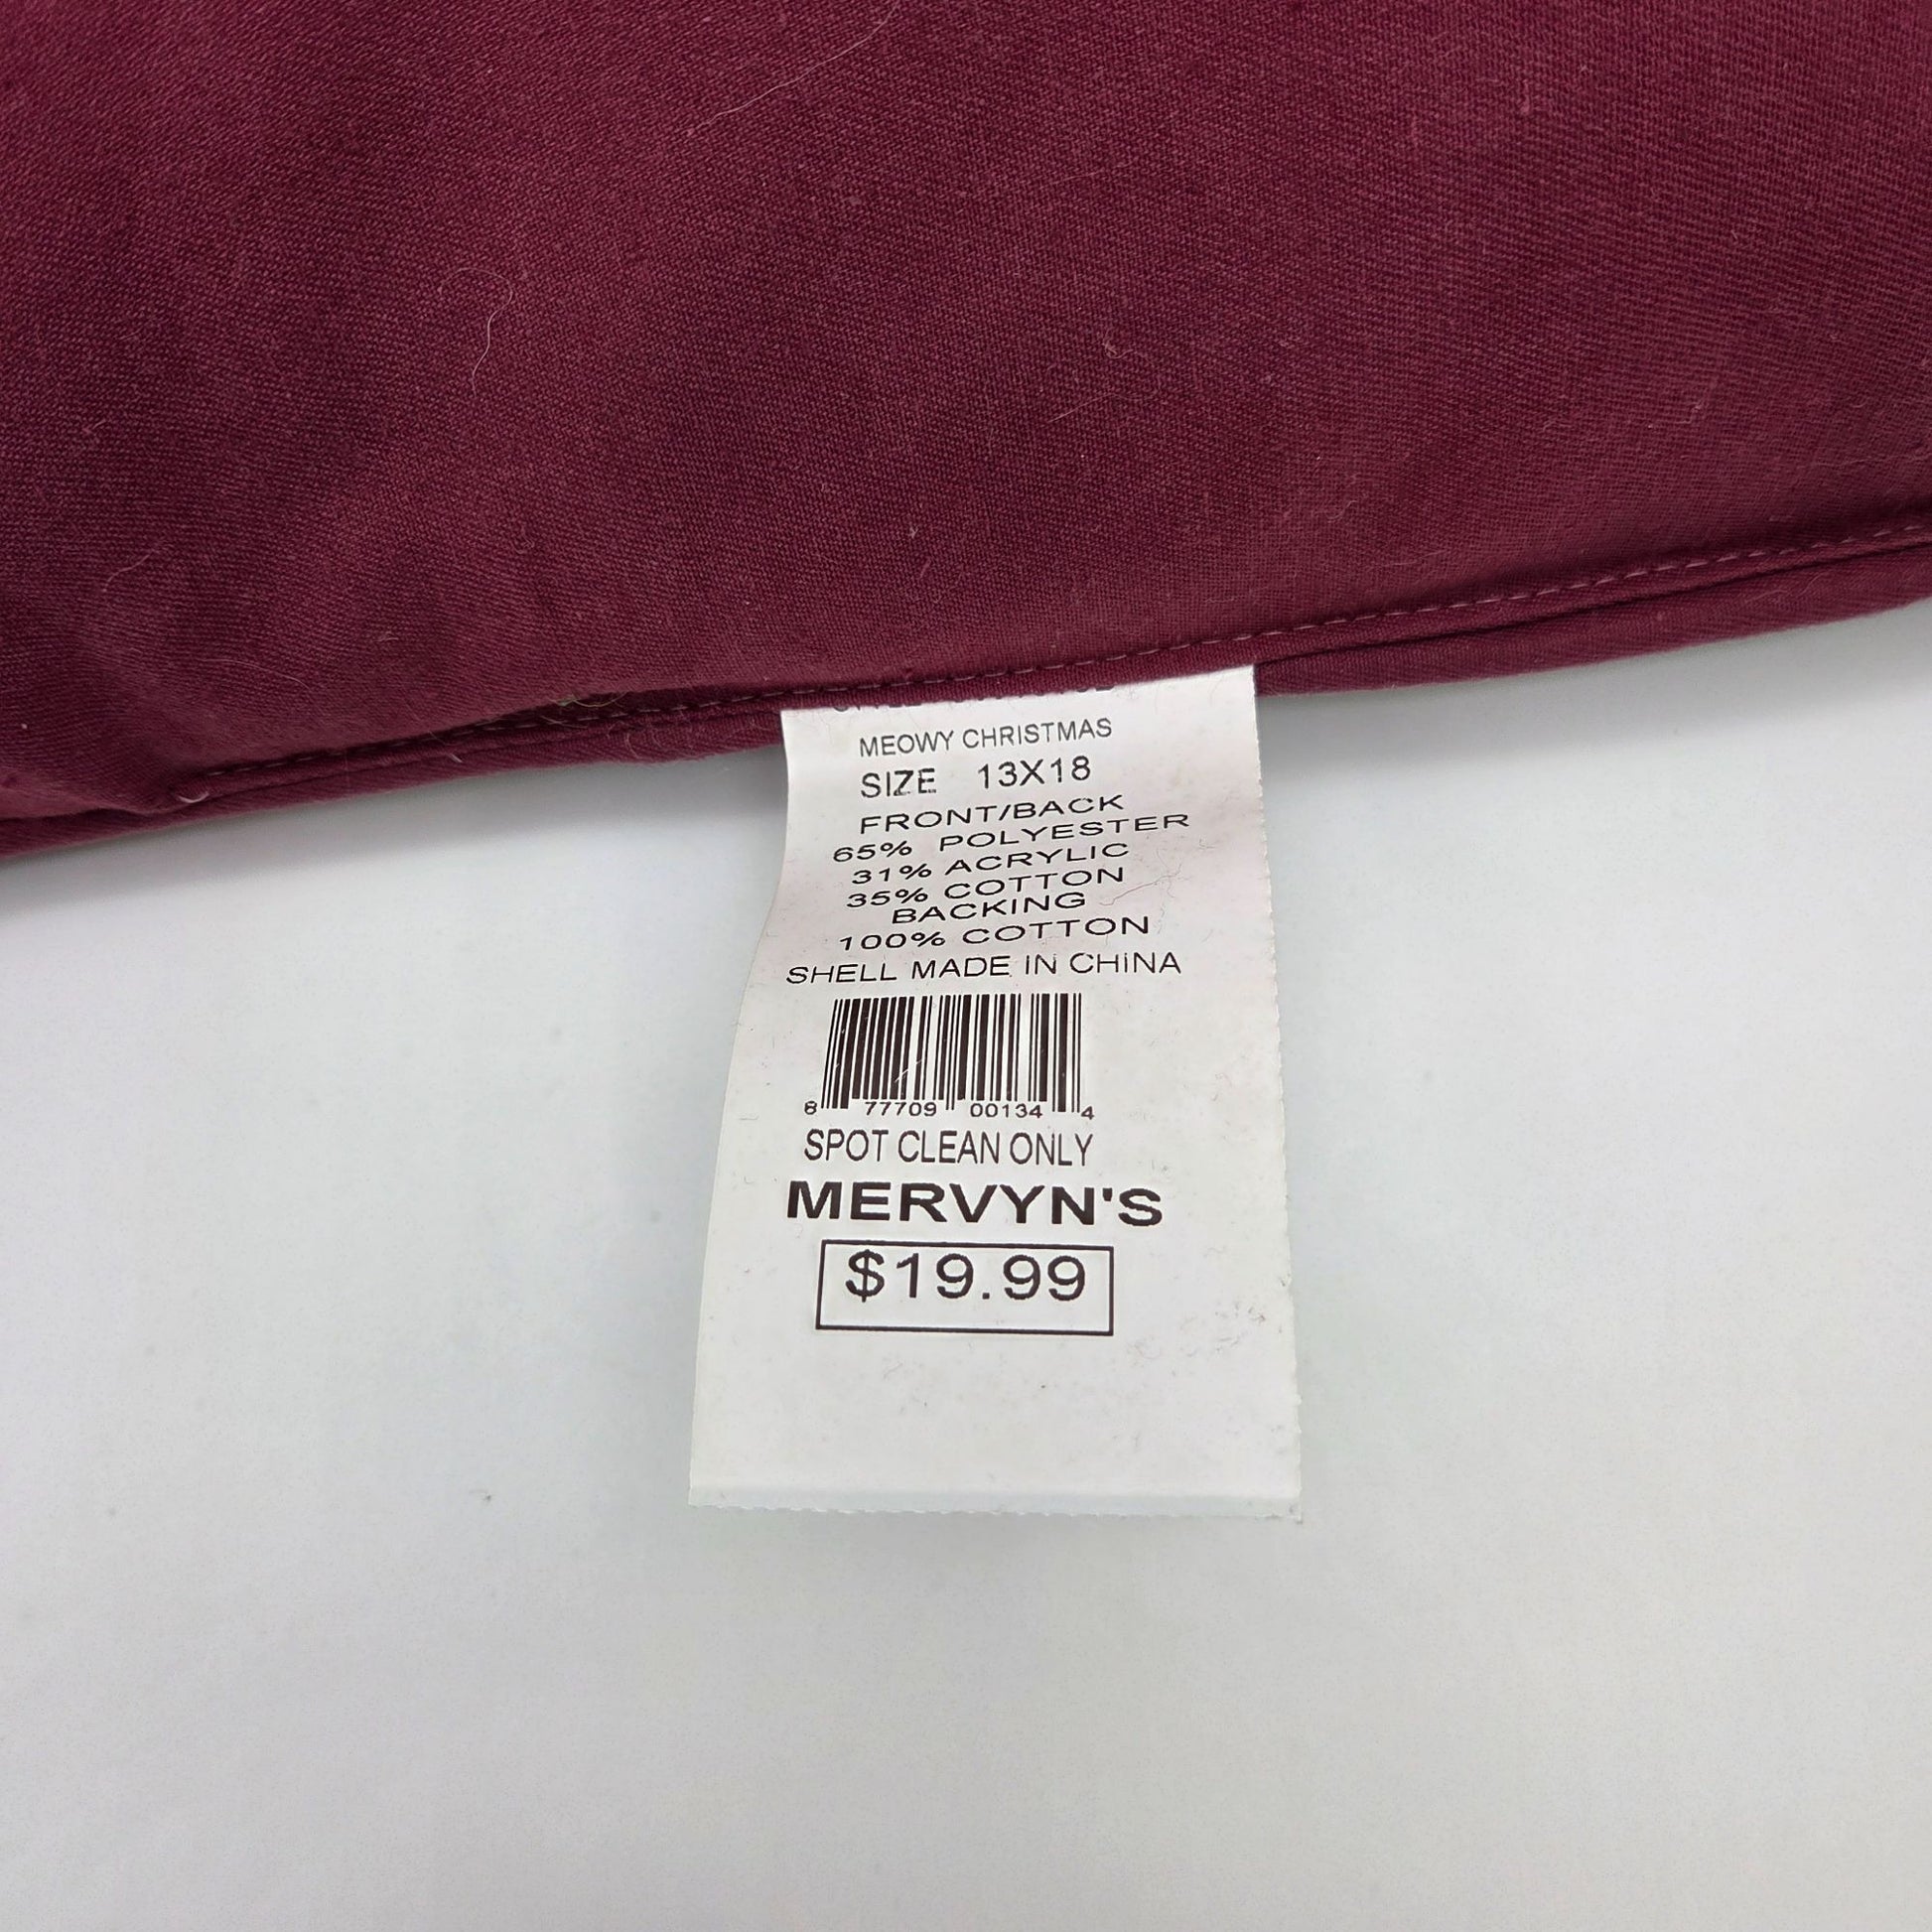 MEOWY CHRISTMAS
SIZE 13X18
FRONT/BACK
65% POLYESTER
31% ACRYLIC
35% COTTON
BACKING
100% COTTON
SHELL MADE IN CHINA
8 77709 00134 4
SPOT CLEAN ONLY
MERVYN'S
$19.99